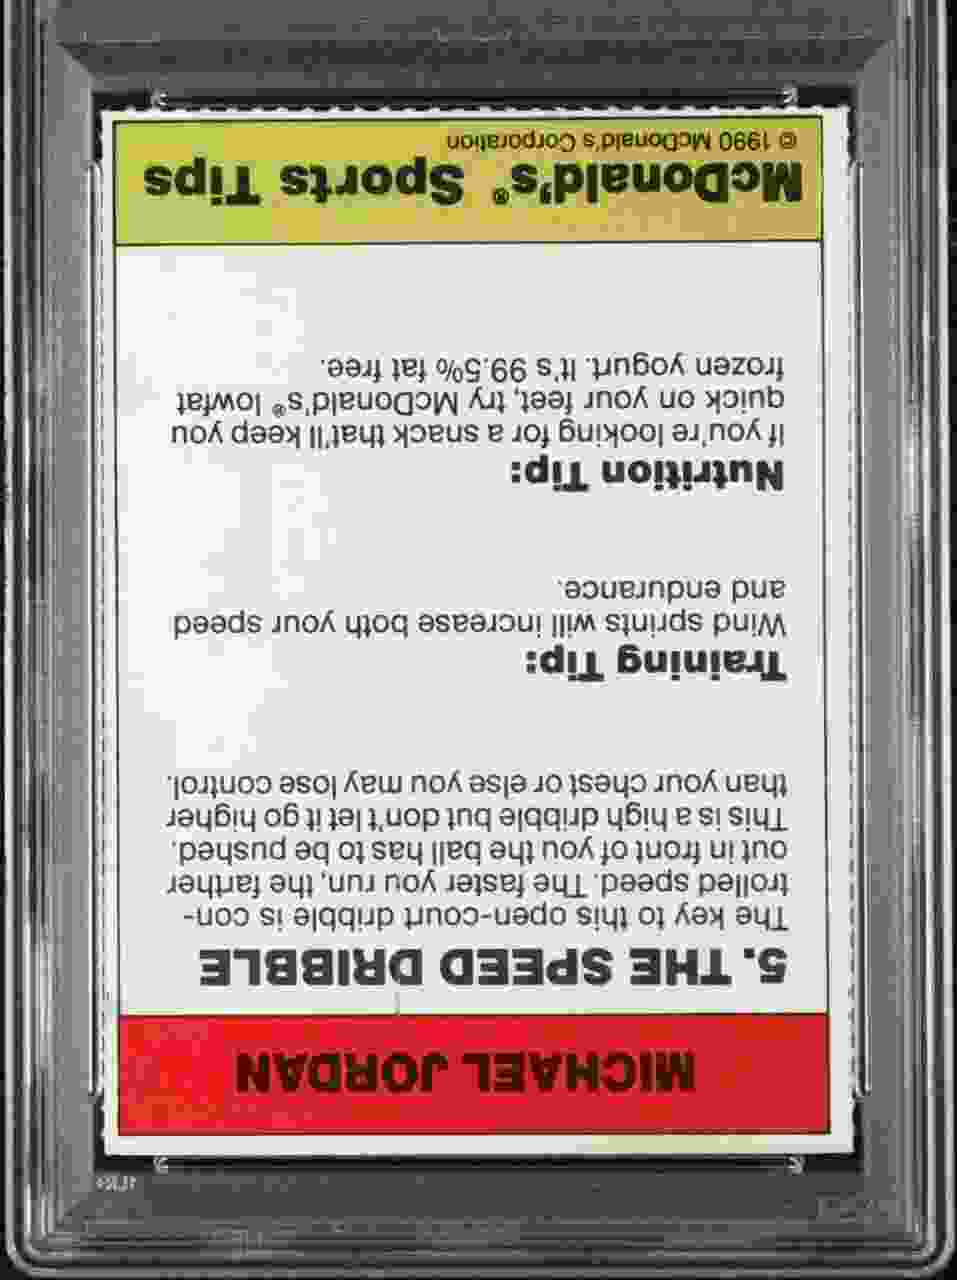 MICHAEL JORDAN
5. THE SPEED DRIBBLE
The key to this open-court dribble is con-
trolled speed. The faster you run, the farther
out in front of you the ball has to be pushed.
This is a high dribble but don't let it go higher
than your chest or else you may lose control.
Training Tip:
Wind sprints will increase both your speed
and endurance.
Nutrition Tip:
If you're looking for a snack that'll keep you
quick on your feet, try McDonald's® lowfat
frozen yogurt. It's 99.5% fat free.
McDonald's® Sports Tips
© 1990 McDonald's Corporation